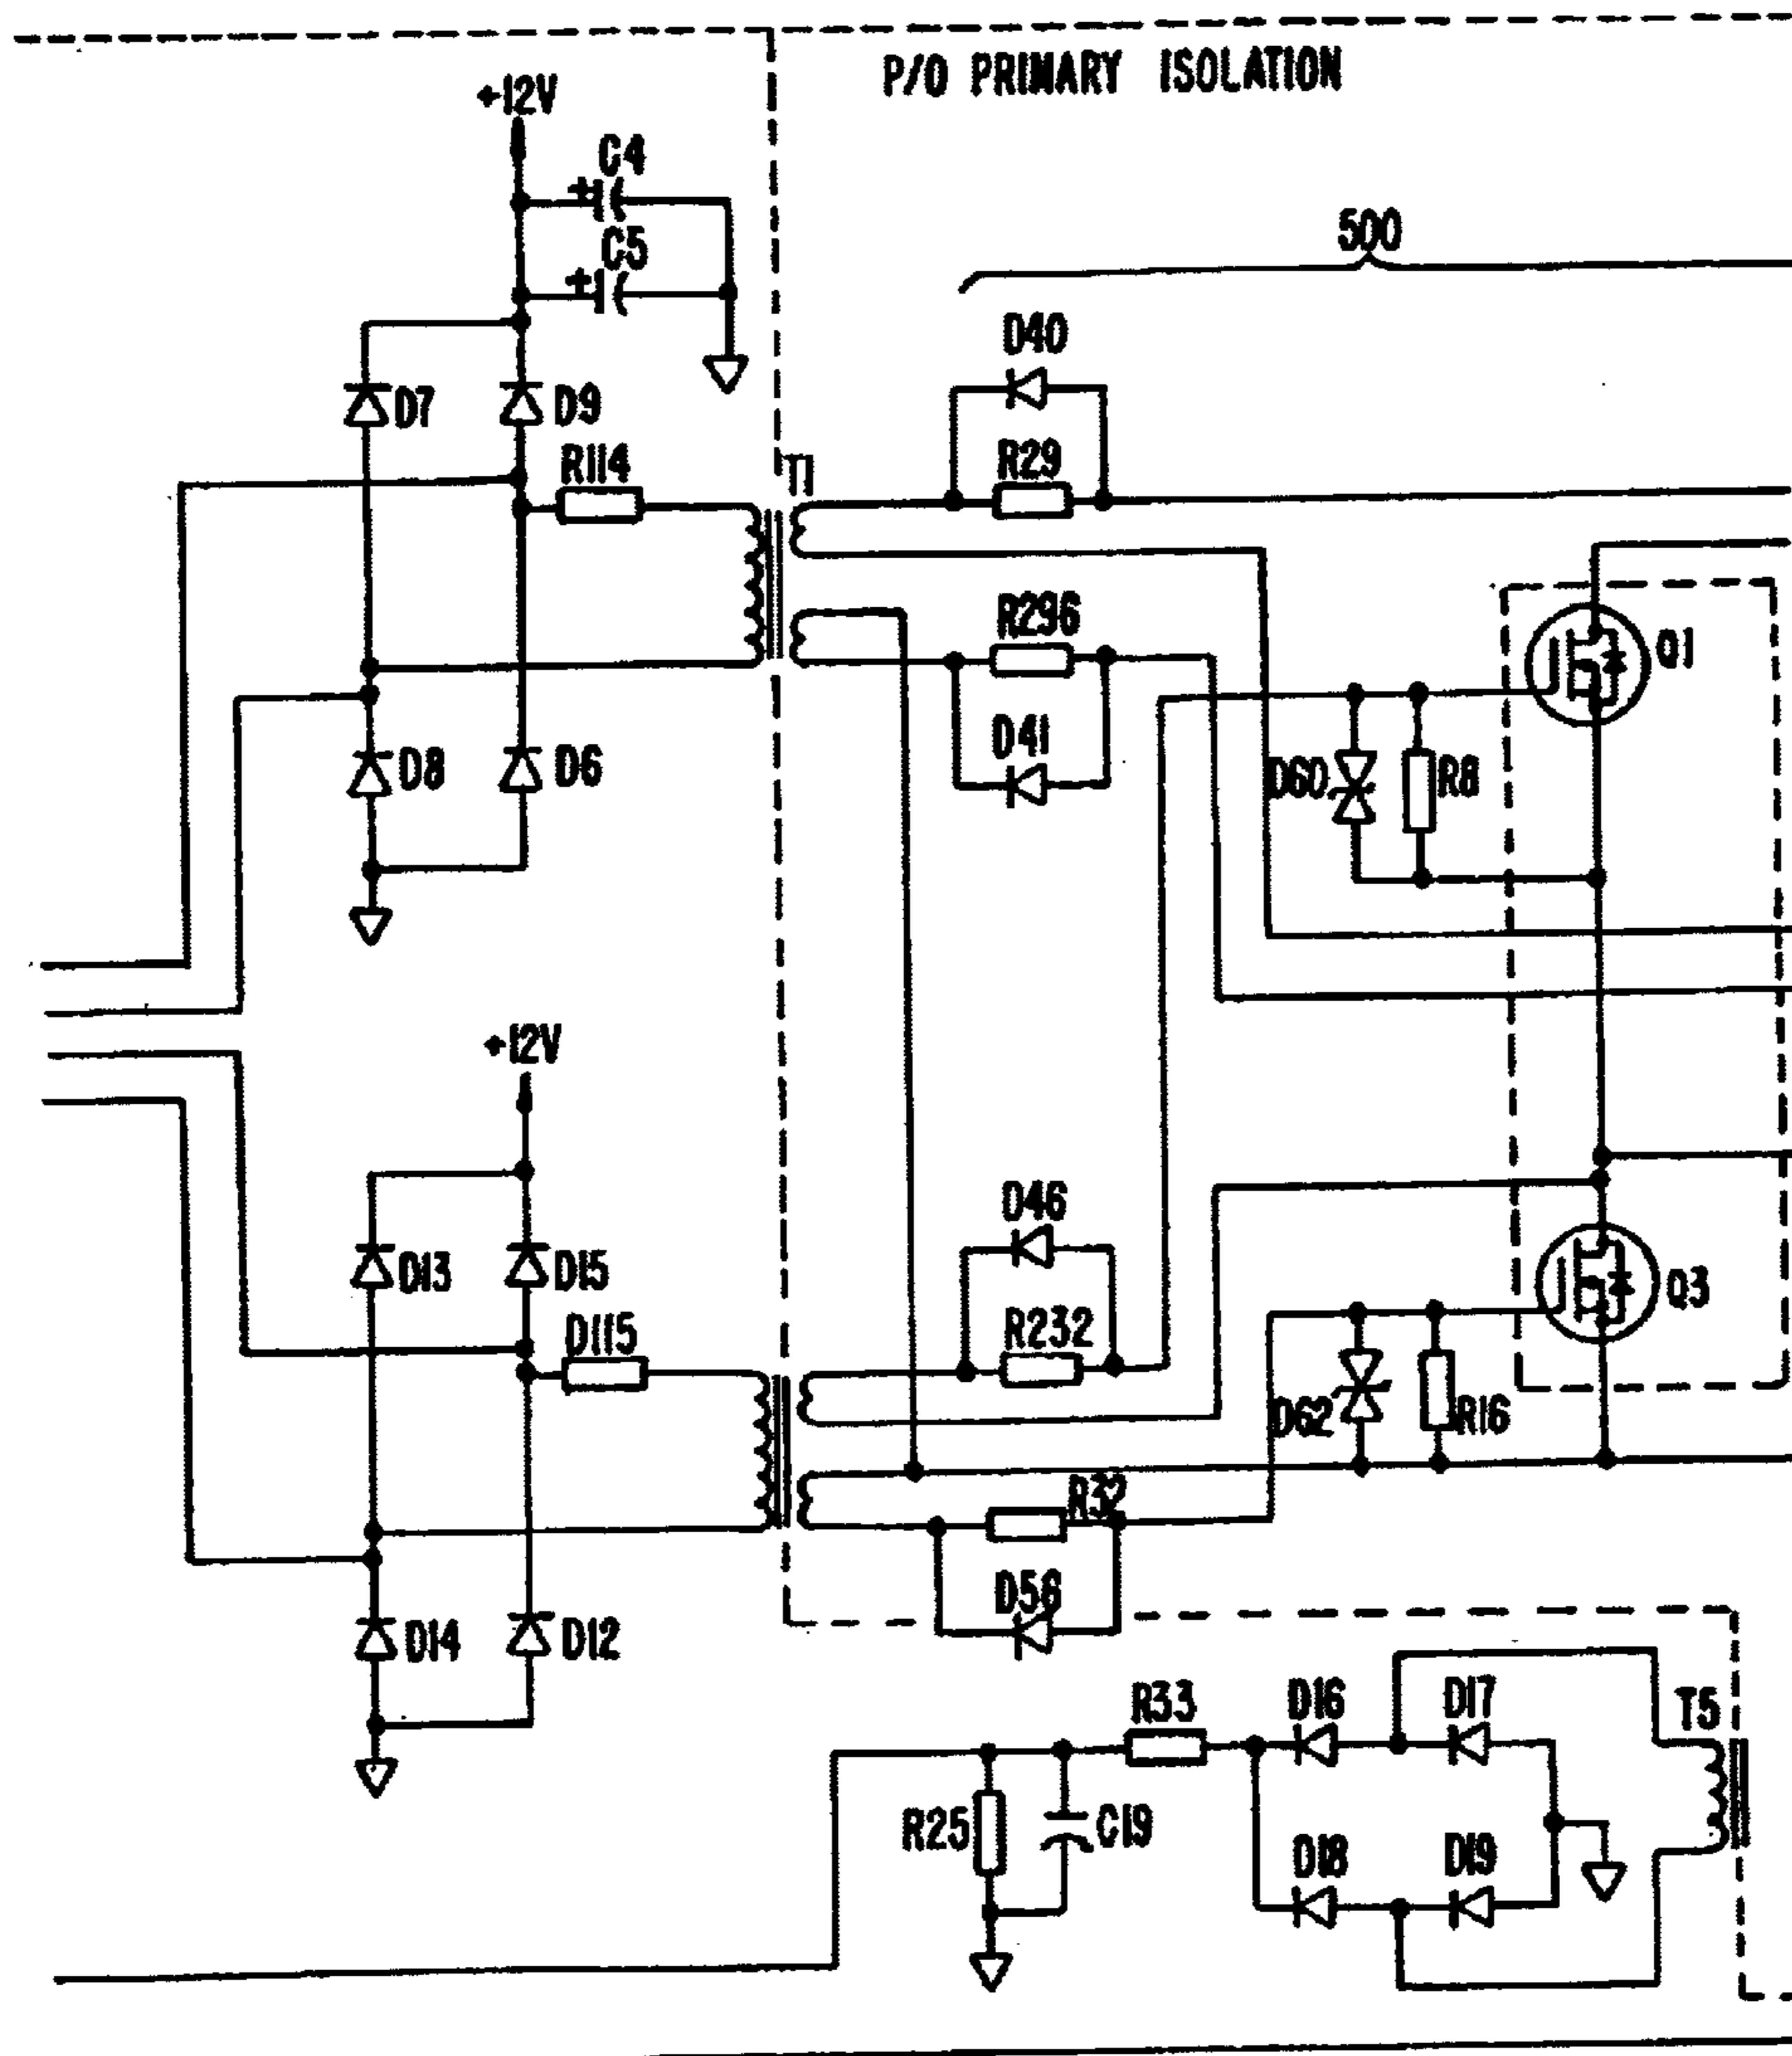 P/O PRIMARY ISOLATION
+12V
C4
C5
500
D40
D7
D9
R114
R29
T1
R296
Q1
D41
D8
D6
D60
R8
+12V
D46
D13
D15
Q3
D115
R232
D62
R16
R32
D56
D14
D12
R33
D16
D17
T5
R25
C19
D18
D19